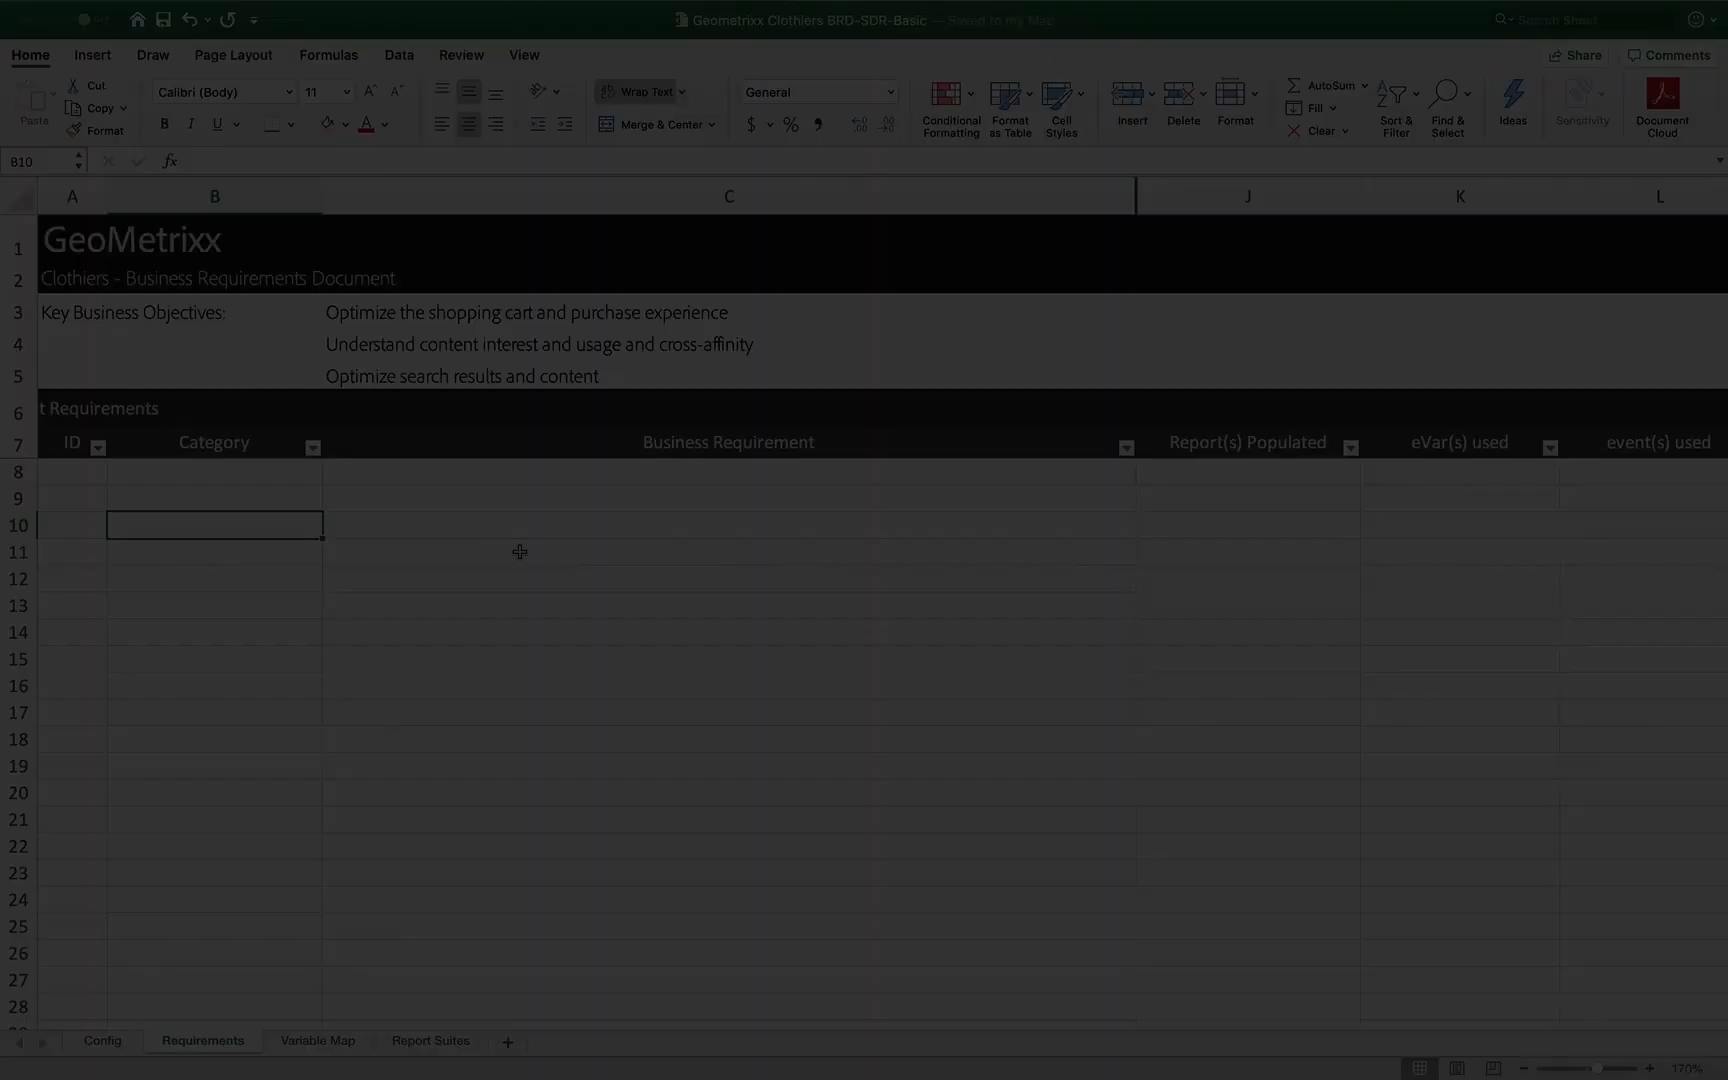 Geometrixx Clothiers BRD-SDR-Basic — Saved to my Mac
Search Sheet
Home Insert Draw Page Layout Formulas Data Review View Share Comments
Paste
Cut
Copy
Format
Calibri (Body) 11
B I U
Wrap Text
Merge & Center
General
$ %
Conditional Formatting
Format as Table
Cell Styles
Insert
Delete
Format
AutoSum
Fill
Clear
Sort & Filter
Find & Select
Ideas
Sensitivity
Document Cloud
B10 fx
A B C J K L
1 GeoMetrixx
2 Clothiers - Business Requirements Document
3 Key Business Objectives: Optimize the shopping cart and purchase experience
4 Understand content interest and usage and cross-affinity
5 Optimize search results and content
6 t Requirements
7 ID Category Business Requirement Report(s) Populated eVar(s) used event(s) used
8
9
10
11
12
13
14
15
16
17
18
19
20
21
22
23
24
25
26
27
28
Config Requirements Variable Map Report Suites +
170%